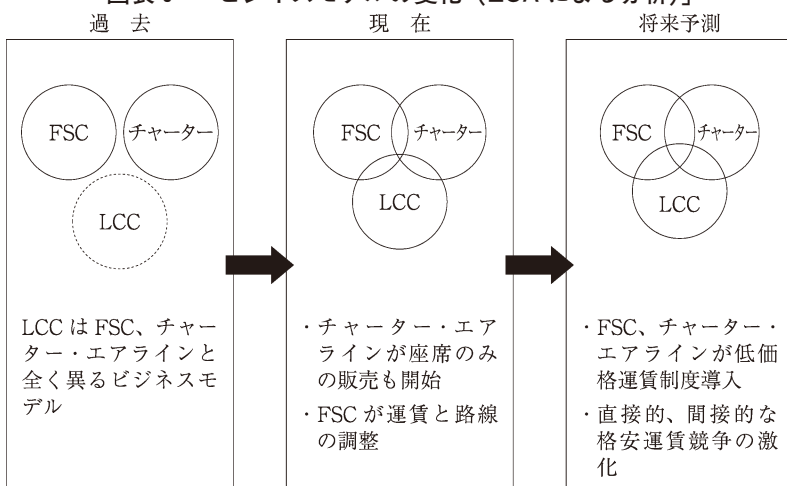 過　去
FSC
チャーター
LCC
LCC は FSC、チャー
ター・エアラインと
全く異るビジネスモ
デル
現　在
FSC
チャーター
LCC
・チャーター・エア
ラインが座席のみ
の販売も開始
・FSC が運賃と路線
の調整
将来予測
FSC
チャーター
LCC
・FSC、チャーター・
エアラインが低価
格運賃制度導入
・直接的、間接的な
格安運賃競争の激
化